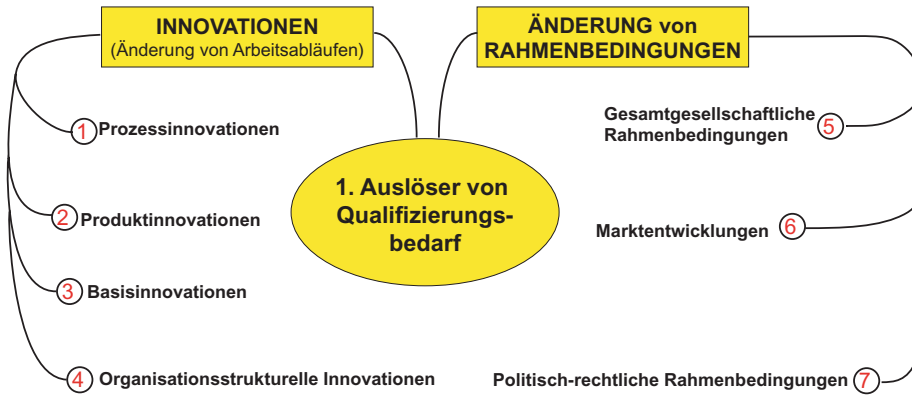 INNOVATIONEN
(Änderung von Arbeitsabläufen)
ÄNDERUNG von
RAHMENBEDINGUNGEN
1. Auslöser von
Qualifizierungs-
bedarf
1 Prozessinnovationen
2 Produktinnovationen
3 Basisinnovationen
4 Organisationsstrukturelle Innovationen
Gesamtgesellschaftliche
Rahmenbedingungen 5
Marktentwicklungen 6
Politisch-rechtliche Rahmenbedingungen 7